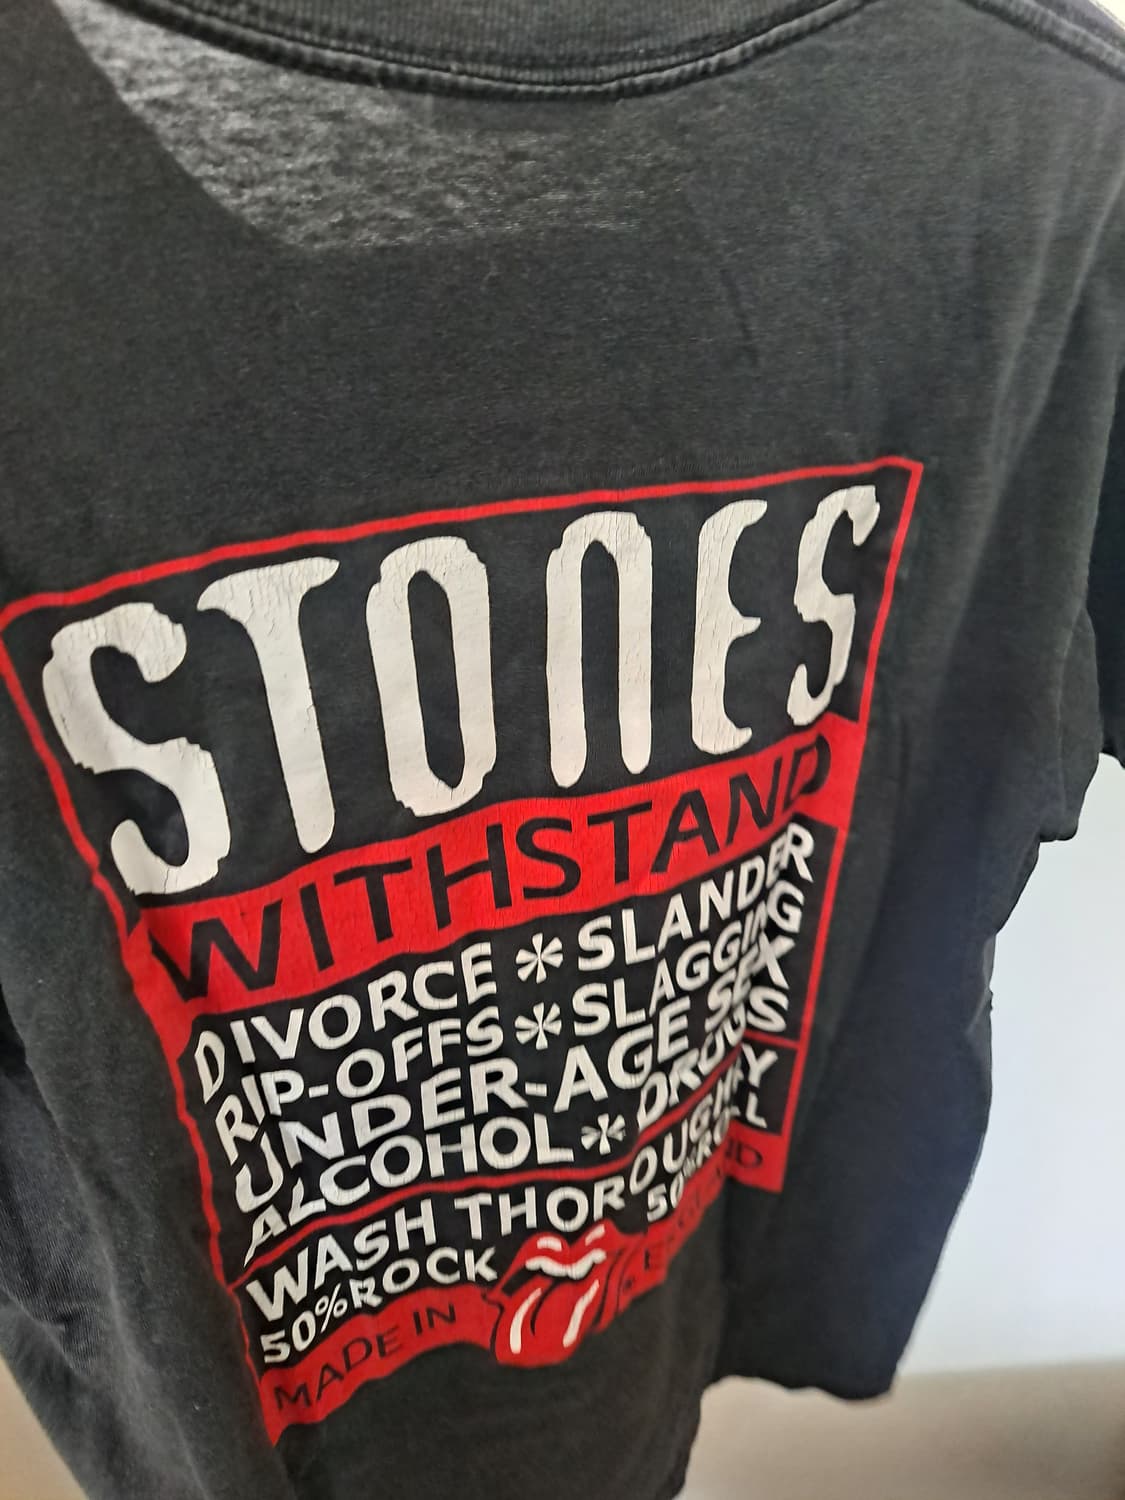 STONES
WITHSTAND
DIVORCE * SLANDER
RIP-OFFS * SLAGGING
UNDER-AGE SEX
ALCOHOL * DRUGS
WASH THOROUGHLY
50% ROCK 50% ROLL
MADE IN ENGLAND